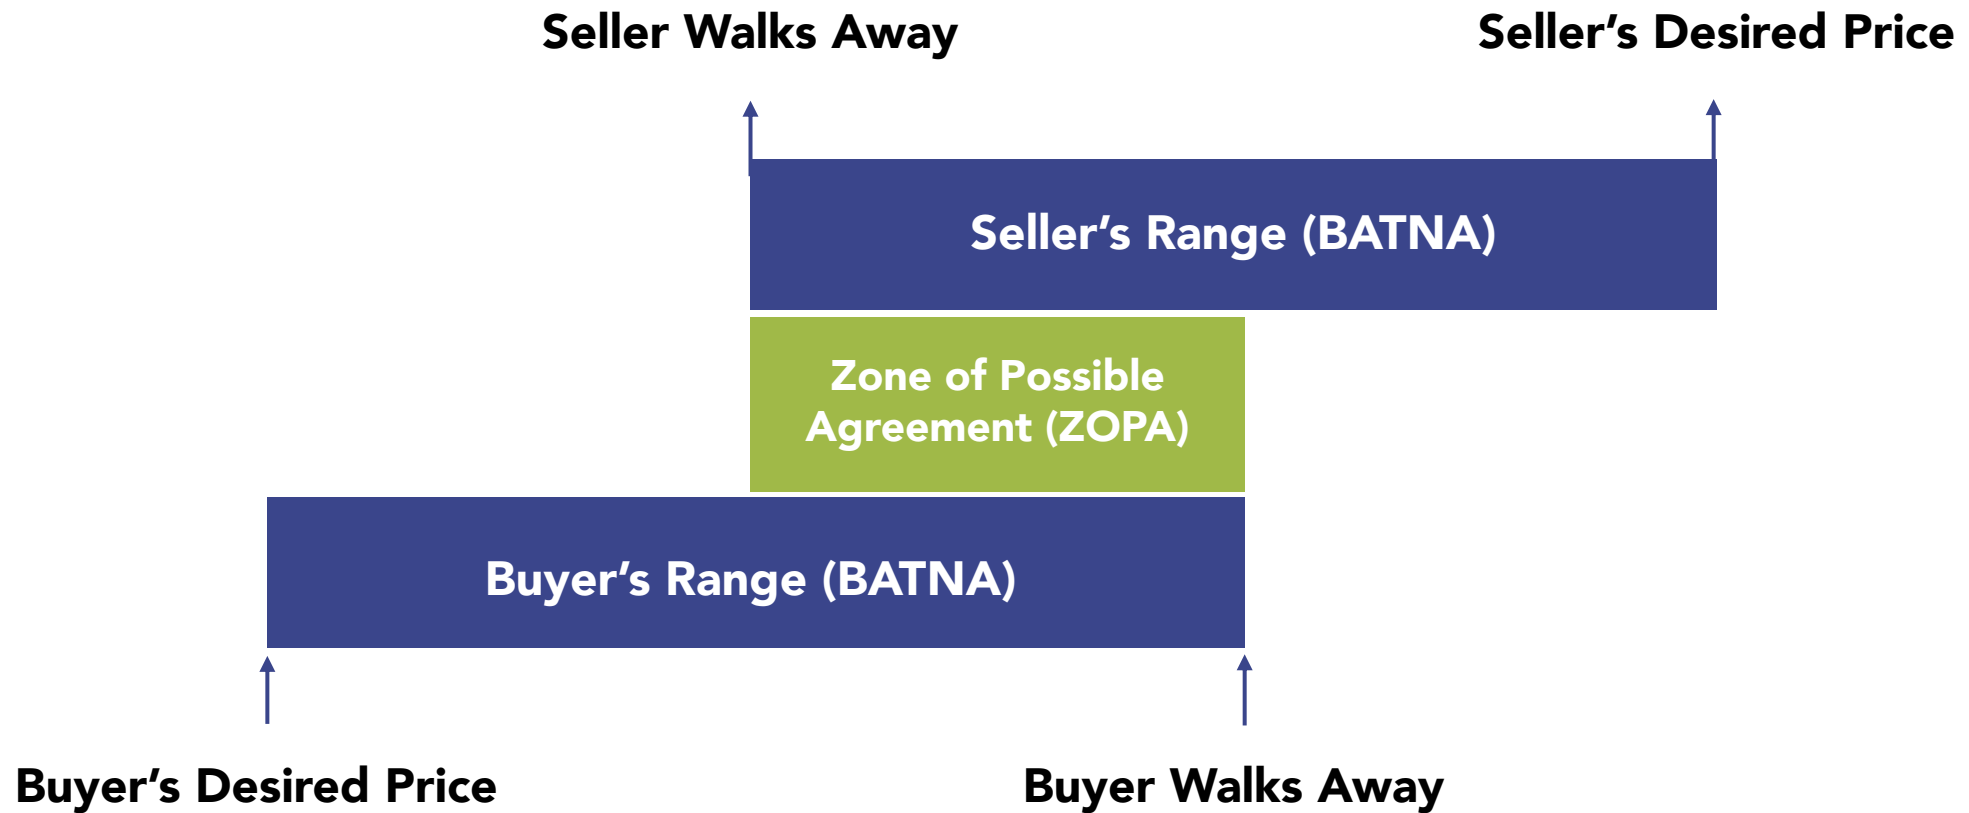 Seller Walks Away
Seller’s Desired Price
Seller’s Range (BATNA)
Zone of Possible
Agreement (ZOPA)
Buyer’s Range (BATNA)
Buyer’s Desired Price
Buyer Walks Away